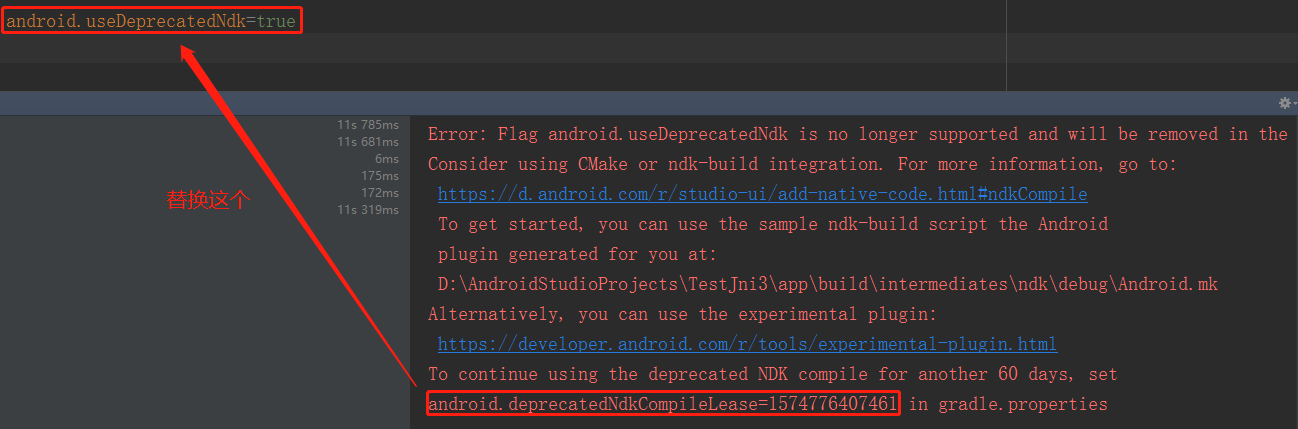 android.useDeprecatedNdk=true
11s 785ms
11s 681ms
6ms
175ms
172ms
11s 319ms
替换这个
Error: Flag android.useDeprecatedNdk is no longer supported and will be removed in the
Consider using CMake or ndk-build integration. For more information, go to:
https://d.android.com/r/studio-ui/add-native-code.html#ndkCompile
To get started, you can use the sample ndk-build script the Android
plugin generated for you at:
D:\AndroidStudioProjects\TestJni3\app\build\intermediates\ndk\debug\Android.mk
Alternatively, you can use the experimental plugin:
https://developer.android.com/r/tools/experimental-plugin.html
To continue using the deprecated NDK compile for another 60 days, set
android.deprecatedNdkCompileLease=1574776407461 in gradle.properties